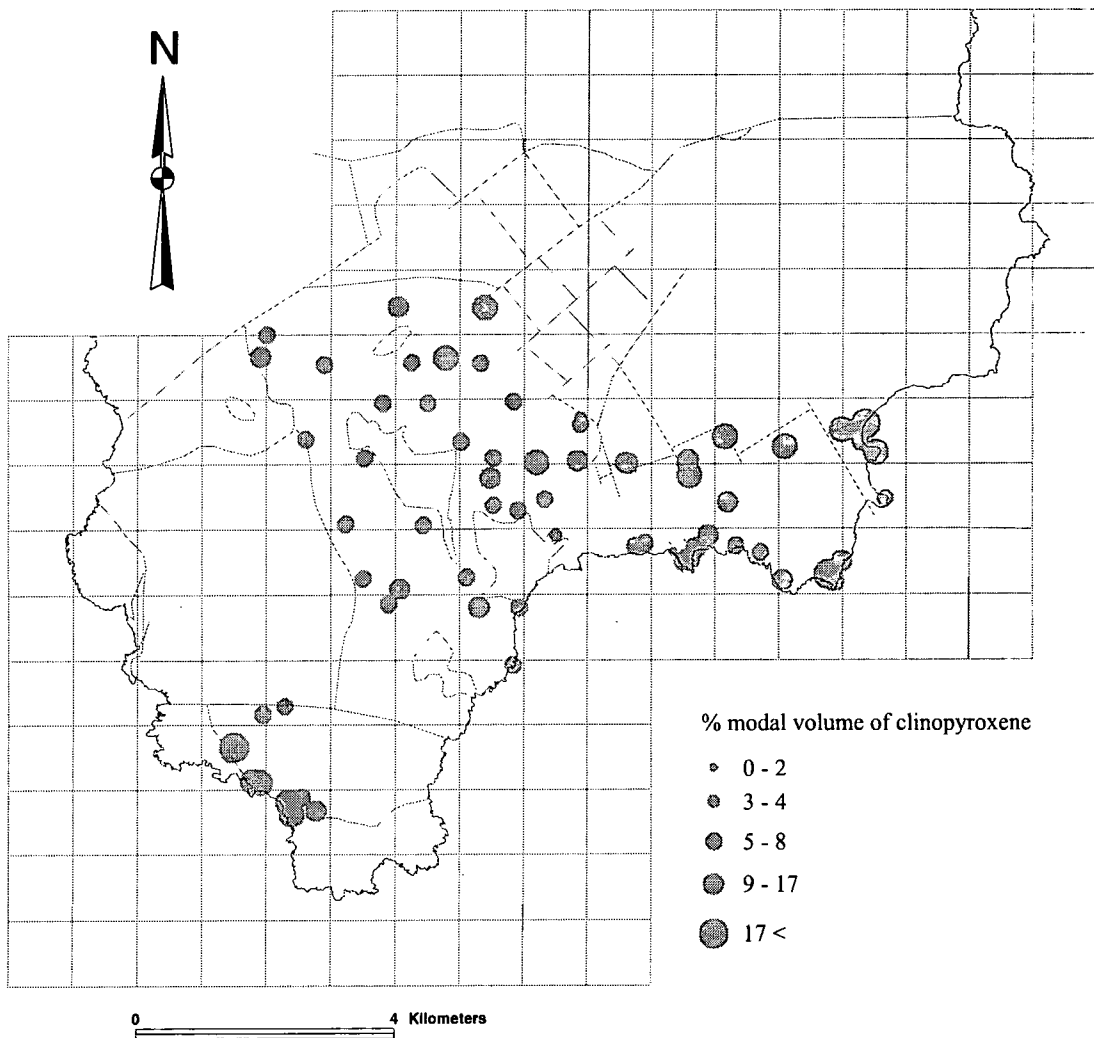 N
% modal volume of clinopyroxene
0 - 2
3 - 4
5 - 8
9 - 17
17 <
0 4 Kilometers